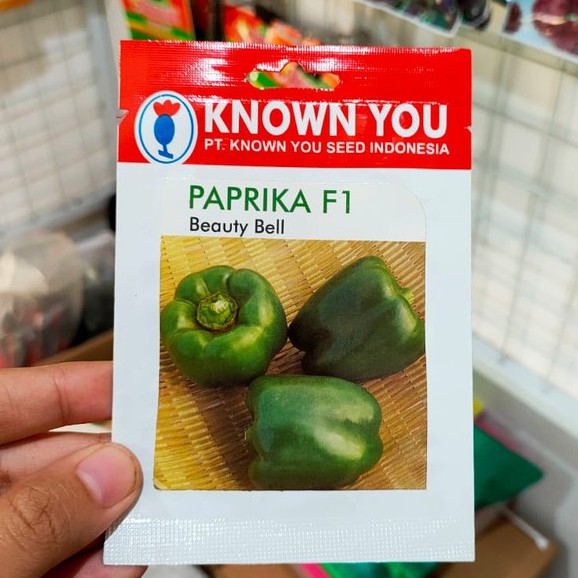 KNOWN YOU
PT. KNOWN YOU SEED INDONESIA
PAPRIKA F1
Beauty Bell